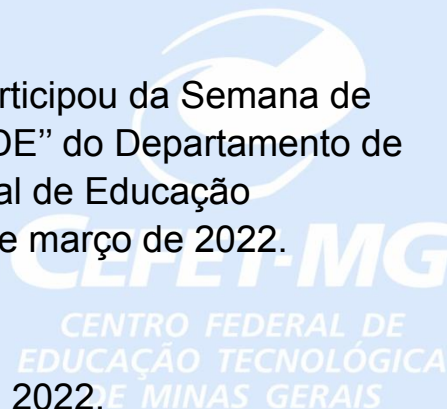 rticipou da Semana de
DE” do Departamento de
al de Educação
e março de 2022.
CEFET-MG
CENTRO FEDERAL DE
EDUCAÇÃO TECNOLÓGICA
2022.
DE MINAS GERAIS